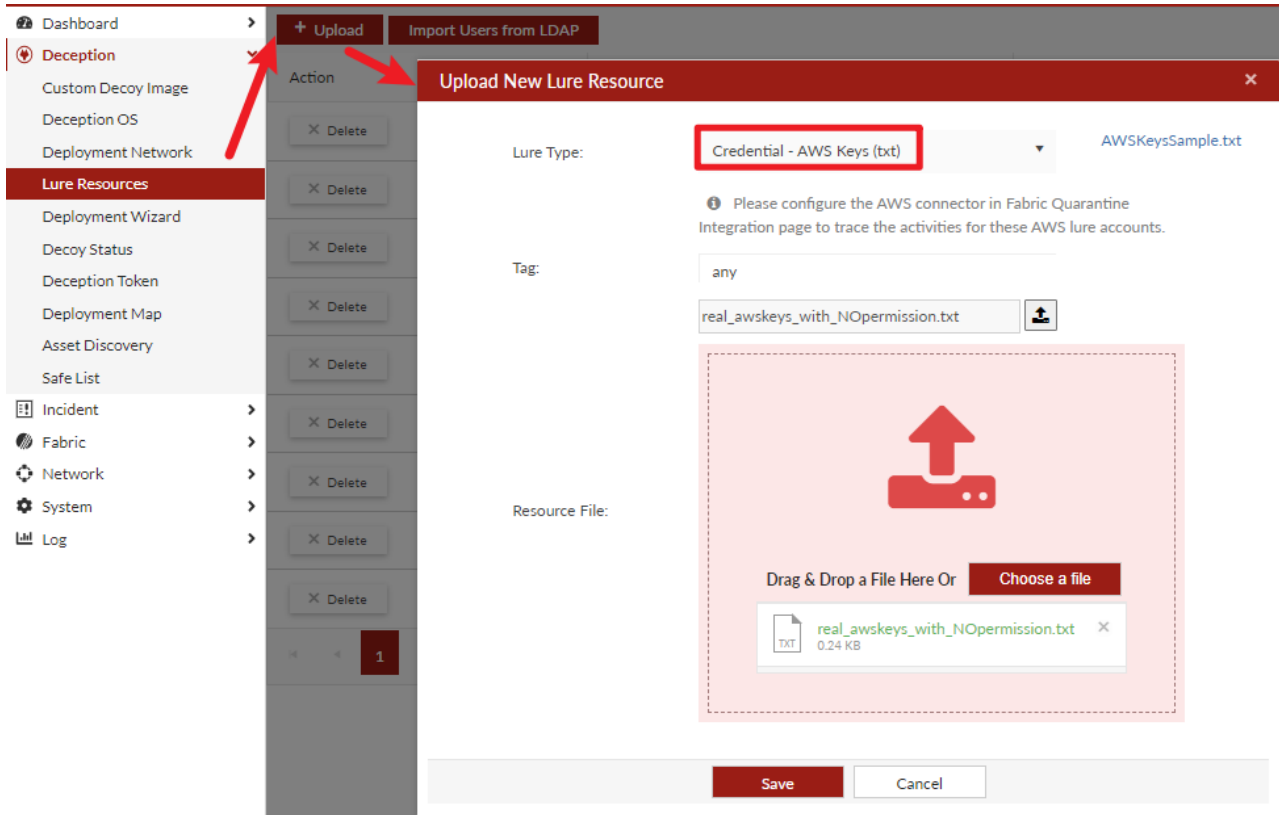 Dashboard
Deception
Custom Decoy Image
Deception OS
Deployment Network
Lure Resources
Deployment Wizard
Decoy Status
Deception Token
Deployment Map
Asset Discovery
Safe List
Incident
Fabric
Network
System
Log
+ Upload
Import Users from LDAP
Action
× Delete
× Delete
× Delete
× Delete
× Delete
× Delete
× Delete
× Delete
× Delete
1
Upload New Lure Resource ×
Lure Type:
Credential - AWS Keys (txt)
AWSKeysSample.txt
Please configure the AWS connector in Fabric Quarantine
Integration page to trace the activities for these AWS lure accounts.
Tag:
any
real_awskeys_with_NOpermission.txt
Resource File:
Drag & Drop a File Here Or
Choose a file
TXT
real_awskeys_with_NOpermission.txt ×
0.24 KB
Save
Cancel